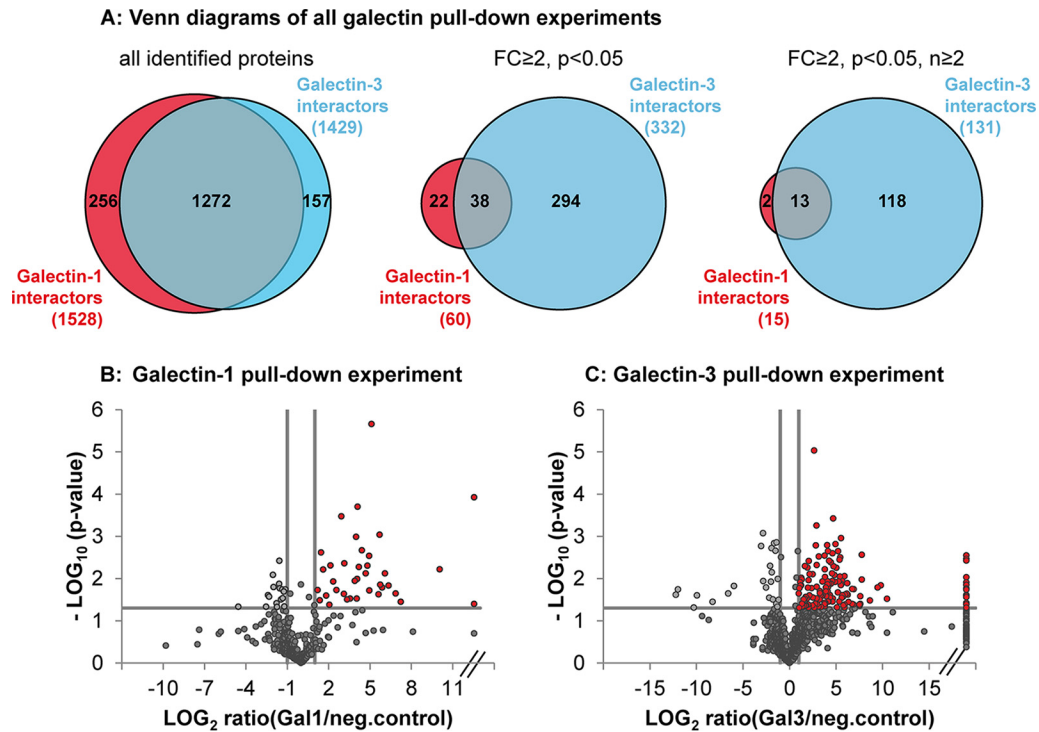 A: Venn diagrams of all galectin pull-down experiments
all identified proteins
Galectin-3
interactors
(1429)
256
1272
157
Galectin-1
interactors
(1528)
FC≥2, p<0.05
Galectin-3
interactors
(332)
22
38
294
Galectin-1
interactors
(60)
FC≥2, p<0.05, n≥2
Galectin-3
interactors
(131)
2
13
118
Galectin-1
interactors
(15)
B: Galectin-1 pull-down experiment
- LOG10 (p-value)
6
5
4
3
2
1
0
-10 -7 -4 -1 2 5 8 11
LOG2 ratio(Gal1/neg.control)
C: Galectin-3 pull-down experiment
- LOG10 (p-value)
6
5
4
3
2
1
0
-15 -10 -5 0 5 10 15
LOG2 ratio(Gal3/neg.control)